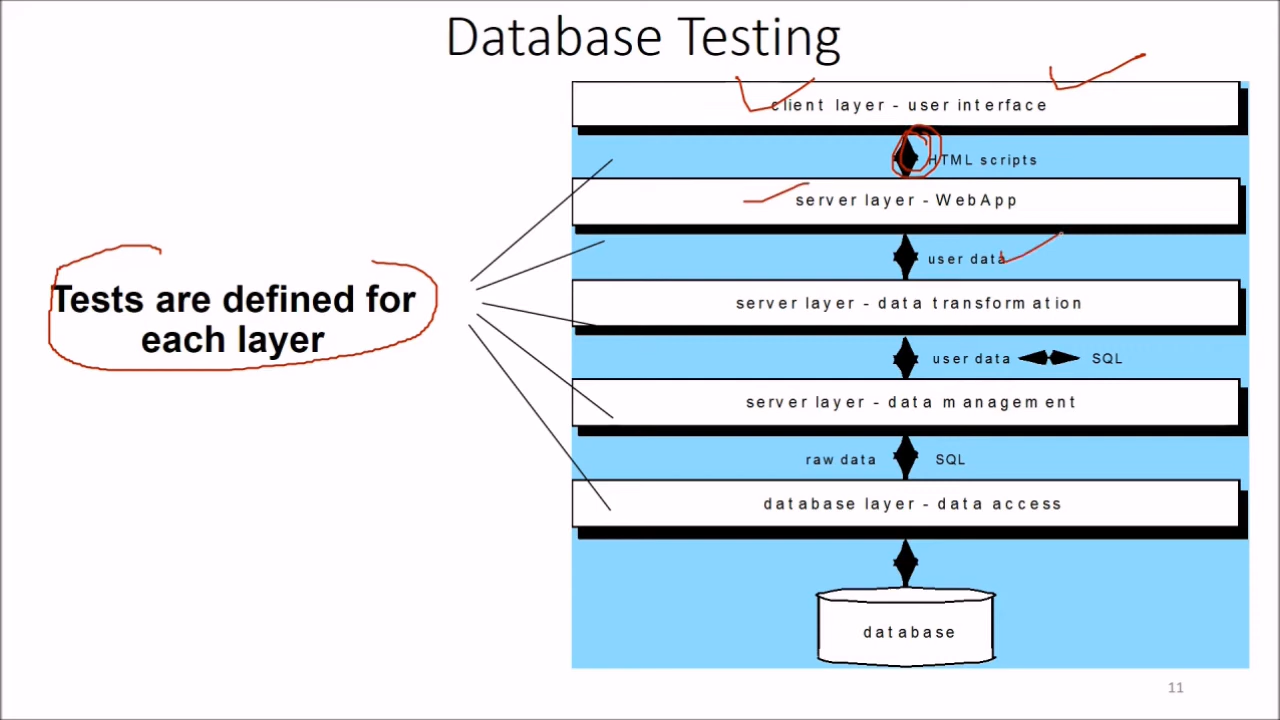 Database Testing
client layer - user interface
HTML scripts
server layer - WebApp
user data
Tests are defined for
each layer
server layer - data transformation
user data SQL
server layer - data management
raw data SQL
database layer - data access
database
11